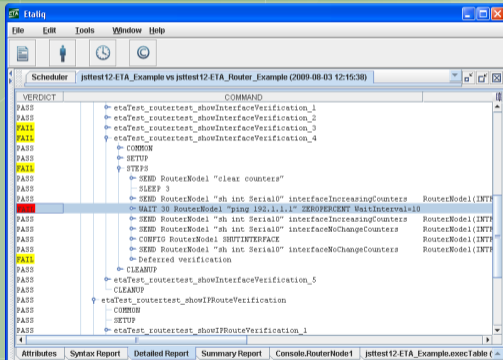 Etaliq
File Edit Tools Window Help
Scheduler jsttest12-ETA_Example vs jsttest12-ETA_Router_Example (2009-08-03 12:15:38)
VERDICT COMMAND
PASS etaTest_routertest_showInterfaceVerification_1
PASS etaTest_routertest_showInterfaceVerification_2
FAIL etaTest_routertest_showInterfaceVerification_3
FAIL etaTest_routertest_showInterfaceVerification_4
PASS COMMON
PASS SETUP
FAIL STEPS
PASS SEND RouterNode1 "clear counters"
PASS SLEEP 3
PASS SEND RouterNode1 "sh int Serial0" interfaceIncreasingCounters RouterNode1(INTF
FAIL WAIT 30 RouterNode1 "ping 192.1.1.1" ZEROPERCENT WaitInterval=10
PASS SEND RouterNode1 "sh int Serial0" interfaceIncreasingCounters RouterNode1(INTF
PASS SEND RouterNode1 "sh int Serial0" interfaceNoChangeCounters RouterNode1(INTF
PASS CONFIG RouterNode1 SHUTINTERFACE
PASS SEND RouterNode1 "sh int Serial0" interfaceNoChangeCounters RouterNode1(INTF
FAIL Deferred verification
PASS CLEANUP
PASS etaTest_routertest_showInterfaceVerification_5
PASS CLEANUP
PASS etaTest_routertest_showIPRouteVerification
PASS COMMON
PASS SETUP
PASS etaTest_routertest_showIPRouteVerification_1
Attributes Syntax Report Detailed Report Summary Report Console.RouterNode1 jsttest12-ETA_Example.execTable (